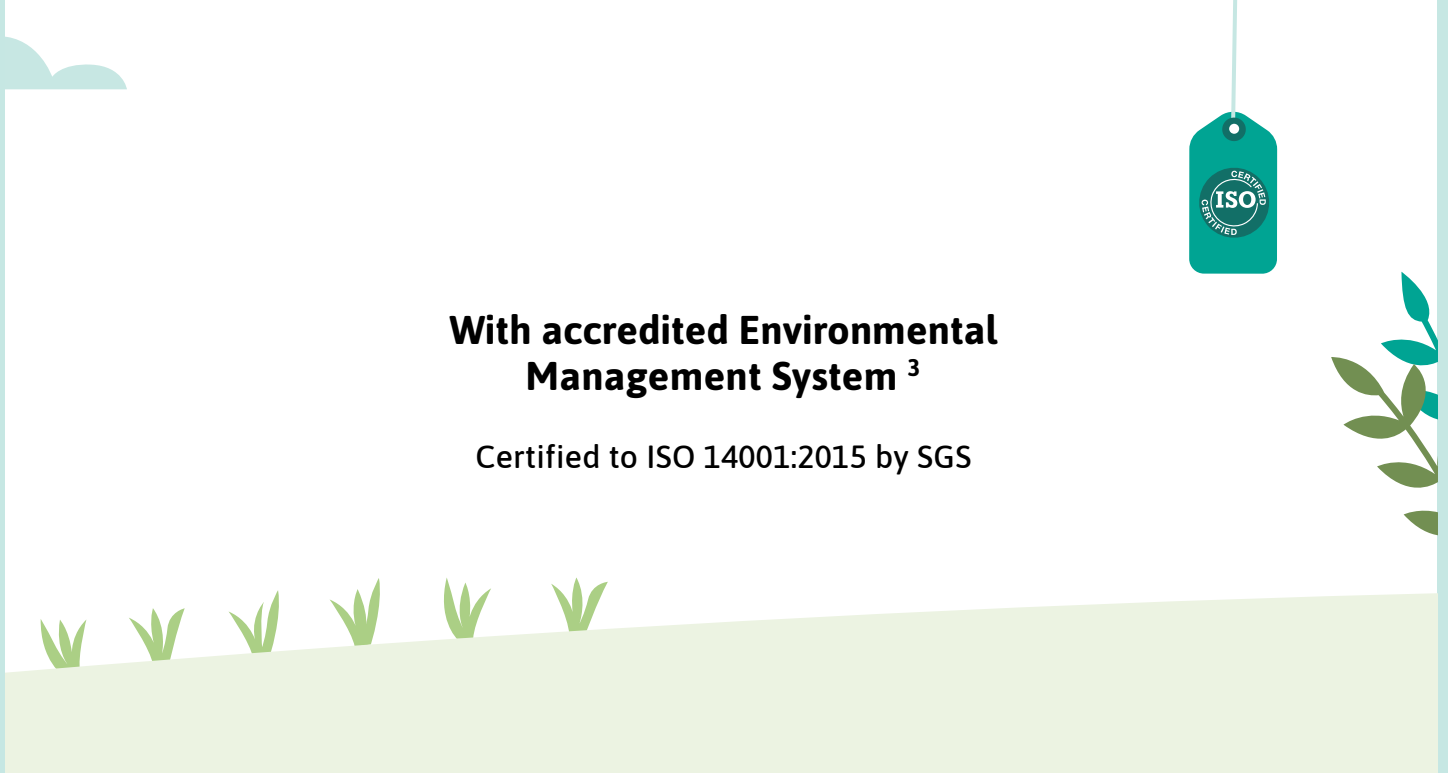 CERTIFIED
ISO
CERTIFIED
With accredited Environmental
Management System ³
Certified to ISO 14001:2015 by SGS